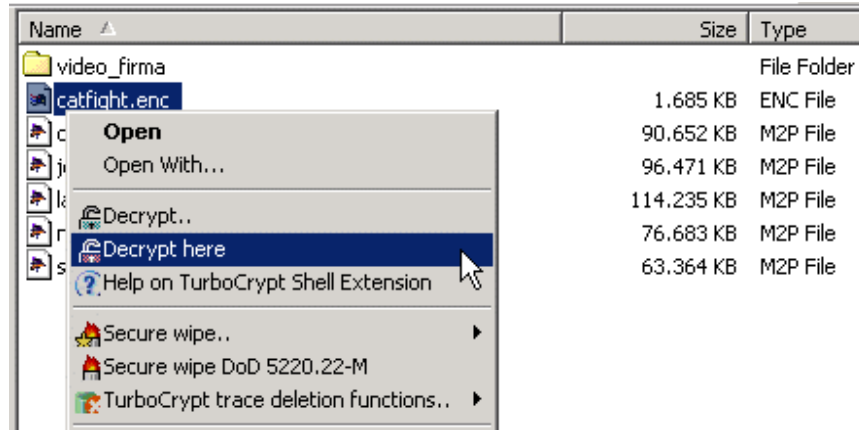 Name Size Type
video_firma File Folder
catfight.enc 1.685 KB ENC File
90.652 KB M2P File
96.471 KB M2P File
114.235 KB M2P File
76.683 KB M2P File
63.364 KB M2P File
Open
Open With...
Decrypt..
Decrypt here
Help on TurboCrypt Shell Extension
Secure wipe..
Secure wipe DoD 5220.22-M
TurboCrypt trace deletion functions..